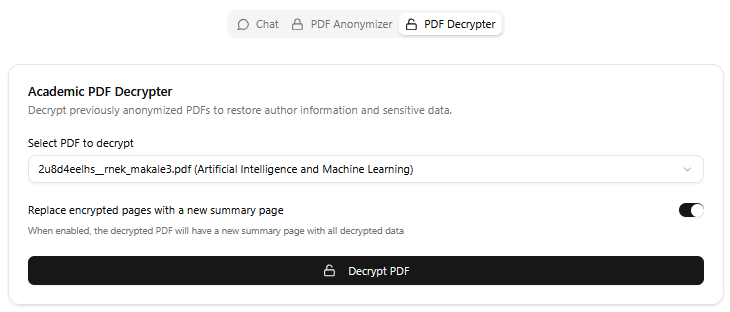 Chat PDF Anonymizer PDF Decrypter
Academic PDF Decrypter
Decrypt previously anonymized PDFs to restore author information and sensitive data.
Select PDF to decrypt
2u8d4eelhs__rnek_makale3.pdf (Artificial Intelligence and Machine Learning)
Replace encrypted pages with a new summary page
When enabled, the decrypted PDF will have a new summary page with all decrypted data
Decrypt PDF